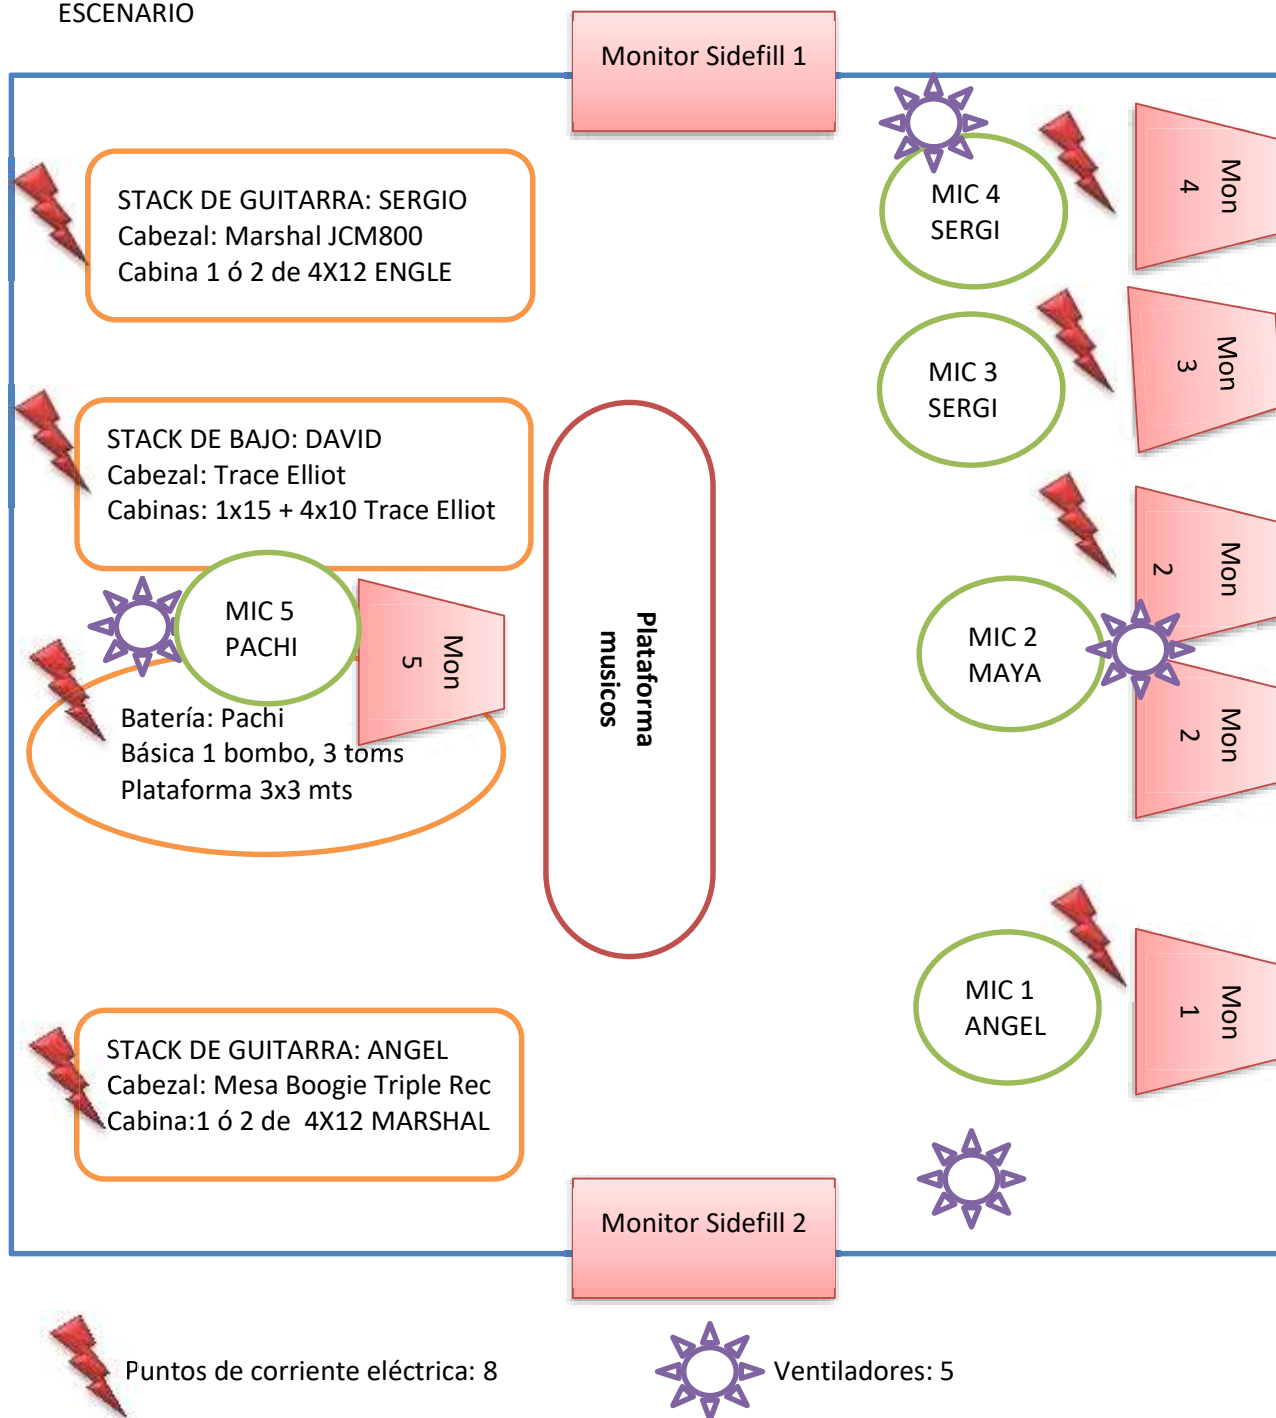 ESCENARIO
Monitor Sidefill 1
STACK DE GUITARRA: SERGIO
Cabezal: Marshal JCM800
Cabina 1 ó 2 de 4X12 ENGLE
MIC 4
SERGI
Mon
4
MIC 3
SERGI
Mon
3
STACK DE BAJO: DAVID
Cabezal: Trace Elliot
Cabinas: 1x15 + 4x10 Trace Elliot
MIC 5
PACHI
Mon
5
Batería: Pachi
Básica 1 bombo, 3 toms
Plataforma 3x3 mts
Plataforma
musicos
MIC 2
MAYA
Mon
2
Mon
2
STACK DE GUITARRA: ANGEL
Cabezal: Mesa Boogie Triple Rec
Cabina:1 ó 2 de  4X12 MARSHAL
MIC 1
ANGEL
Mon
1
Monitor Sidefill 2
Puntos de corriente eléctrica: 8
Ventiladores: 5